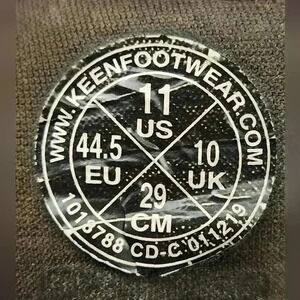 WWW.KEENFOOTWEAR.COM
11
US
44.5
EU
10
UK
29
CM
1013788 CD-C 011219